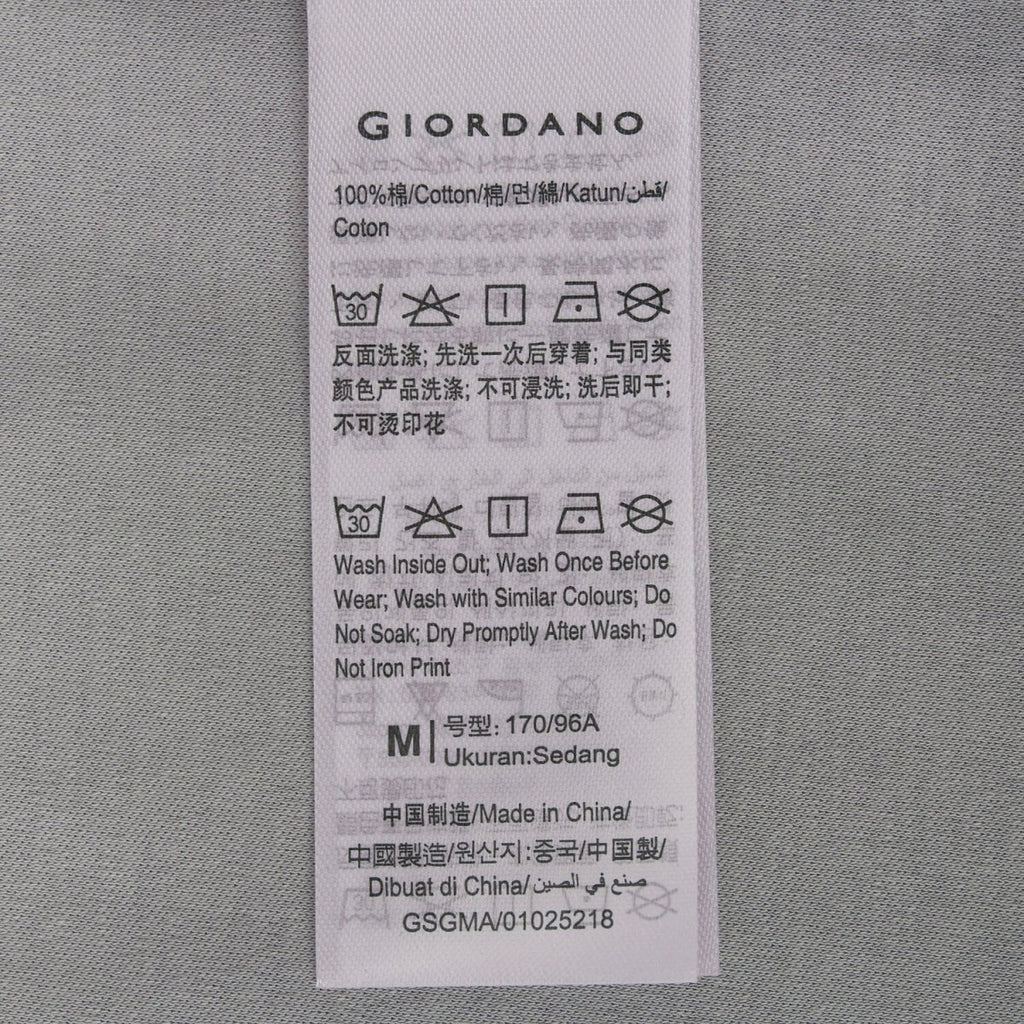 GIORDANO
100%棉/Cotton/棉/면/綿/Katun/قطن/
Coton
30
反面洗涤; 先洗一次后穿着; 与同类
颜色产品洗涤; 不可浸洗; 洗后即干;
不可烫印花
30
Wash Inside Out; Wash Once Before
Wear; Wash with Similar Colours; Do
Not Soak; Dry Promptly After Wash; Do
Not Iron Print
M
号型: 170/96A
Ukuran:Sedang
中国制造/Made in China/
中國製造/원산지:중국/中国製/
Dibuat di China/صنع في الصين
GSGMA/01025218